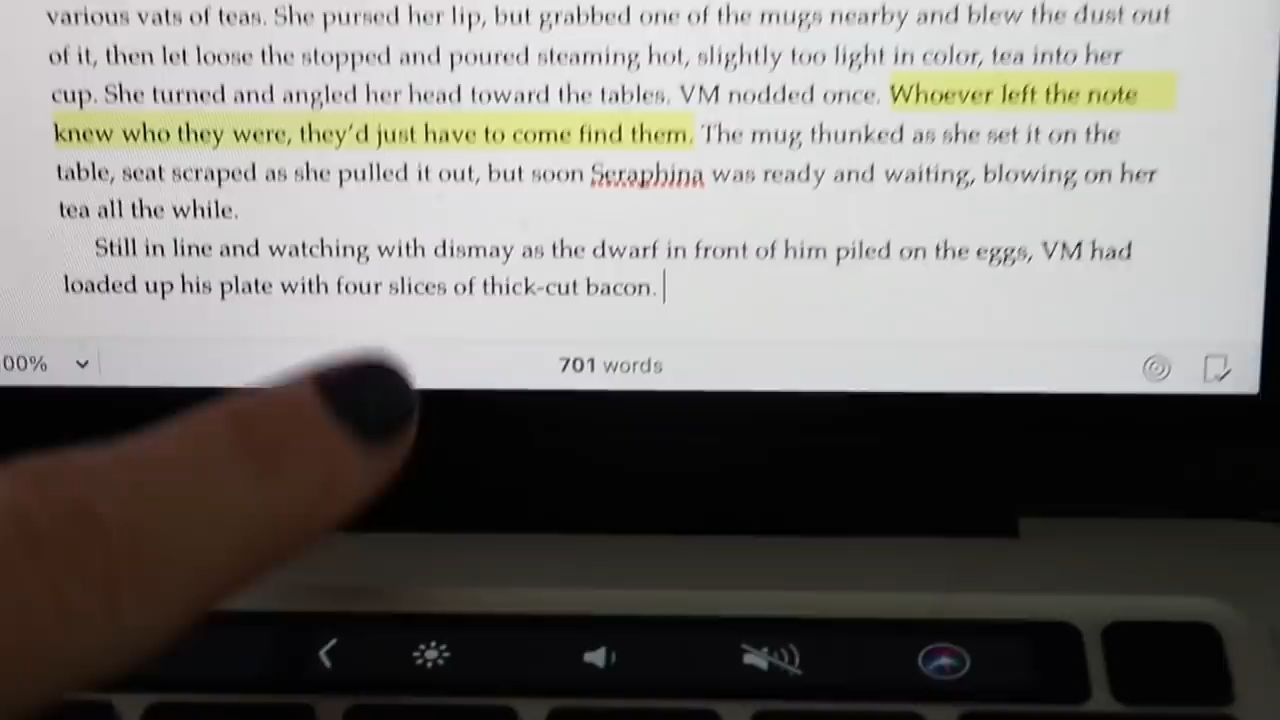 various vats of teas. She pursed her lip, but grabbed one of the mugs nearby and blew the dust out
of it, then let loose the stopped and poured steaming hot, slightly too light in color, tea into her
cup. She turned and angled her head toward the tables. VM nodded once. Whoever left the note
knew who they were, they'd just have to come find them. The mug thunked as she set it on the
table, seat scraped as she pulled it out, but soon Seraphina was ready and waiting, blowing on her
tea all the while.
Still in line and watching with dismay as the dwarf in front of him piled on the eggs, VM had
loaded up his plate with four slices of thick-cut bacon.
00%
701 words